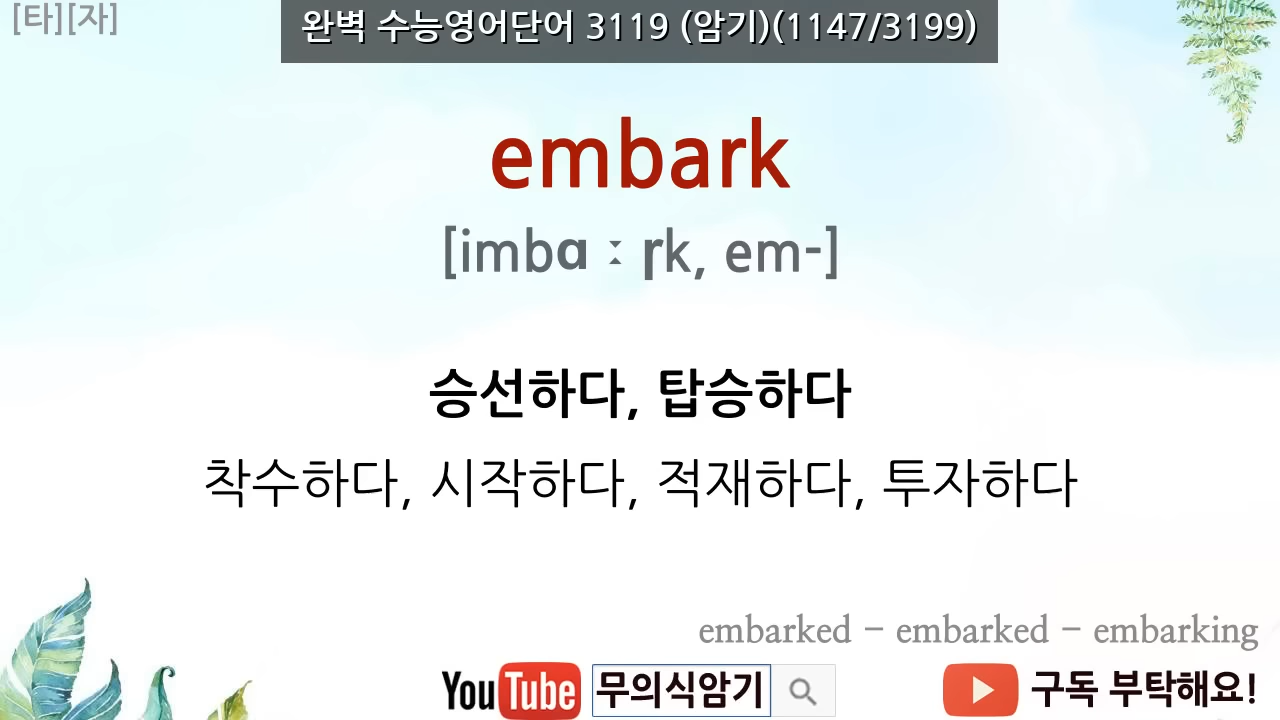 [타][자]
완벽 수능영어단어 3119 (암기)(1147/3199)
embark
[imbɑːɼk, em-]
승선하다, 탑승하다
착수하다, 시작하다, 적재하다, 투자하다
embarked - embarked - embarking
YouTube 무의식암기 구독 부탁해요!